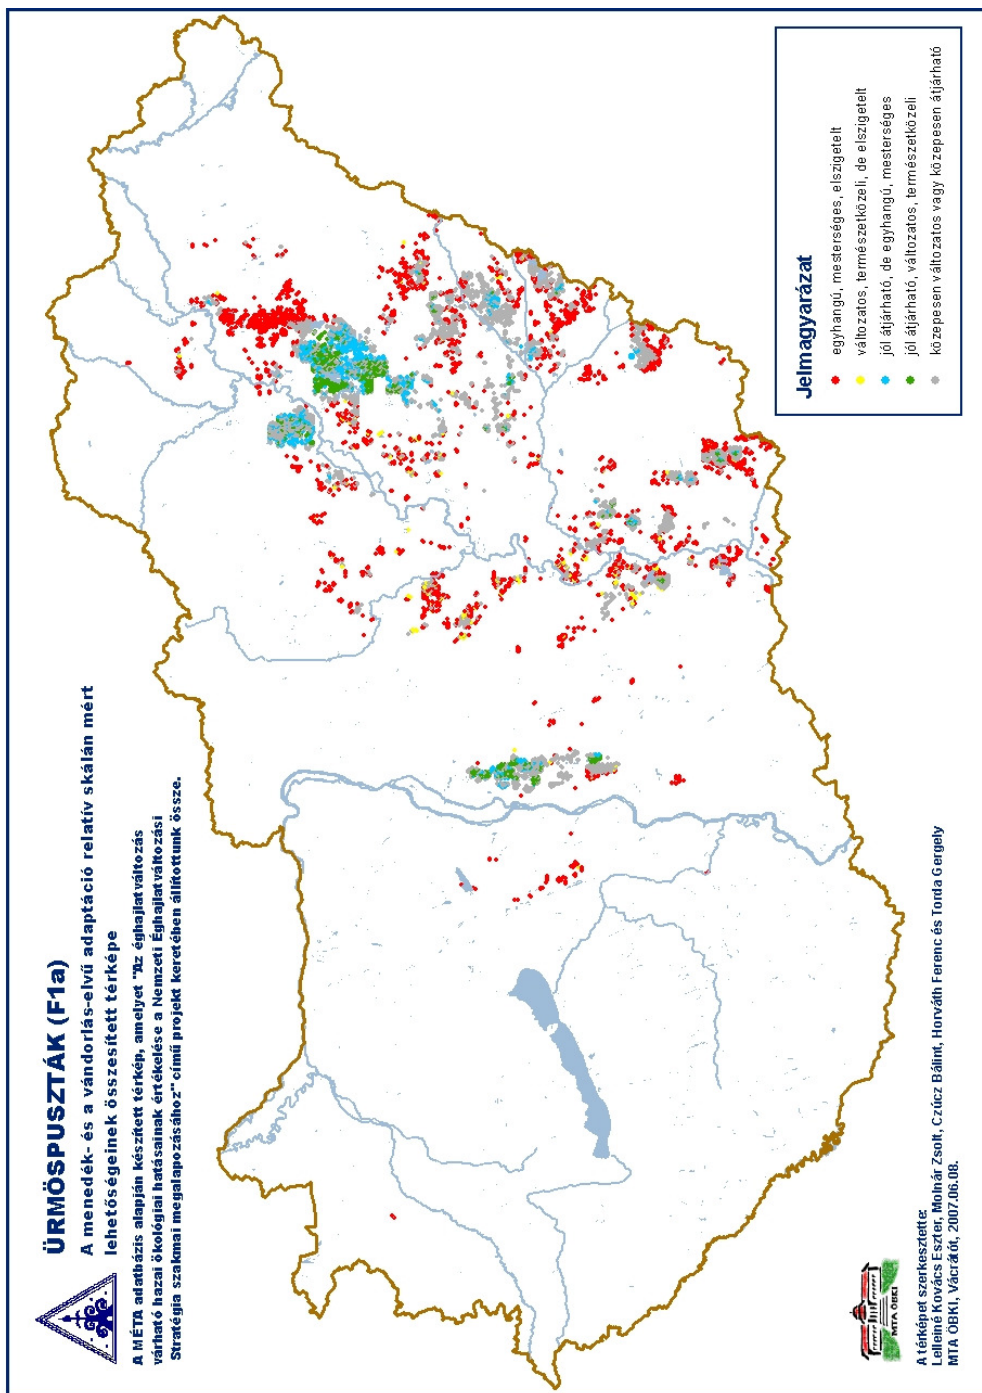 ÜRMÖSPUSZTÁK (F1a)
A menedék- és a vándorlás-elvű adaptáció relatív skálán mért
lehetőségeinek összesített térképe
A MÉTA adatbázis alapján készített térkép, amelyet "Az éghajlatváltozás
várható hazai ökológiai hatásainak értékelése a Nemzeti Éghajlatváltozási
Stratégia szakmai megalapozásához" című projekt keretében állítottunk össze.
Jelmagyarázat
egyhangú, mesterséges, elszigetelt
változatos, természetközeli, de elszigetelt
jól átjárható, de egyhangú, mesterséges
jól átjárható, változatos, természetközeli
közepesen változatos vagy közepesen átjárható
MTA ÖBKI
A térképet szerkesztette:
Lelleiné Kovács Eszter, Molnár Zsolt, Czúcz Bálint, Horváth Ferenc és Torda Gergely
MTA ÖBKI, Vácrátót, 2007.06.08.